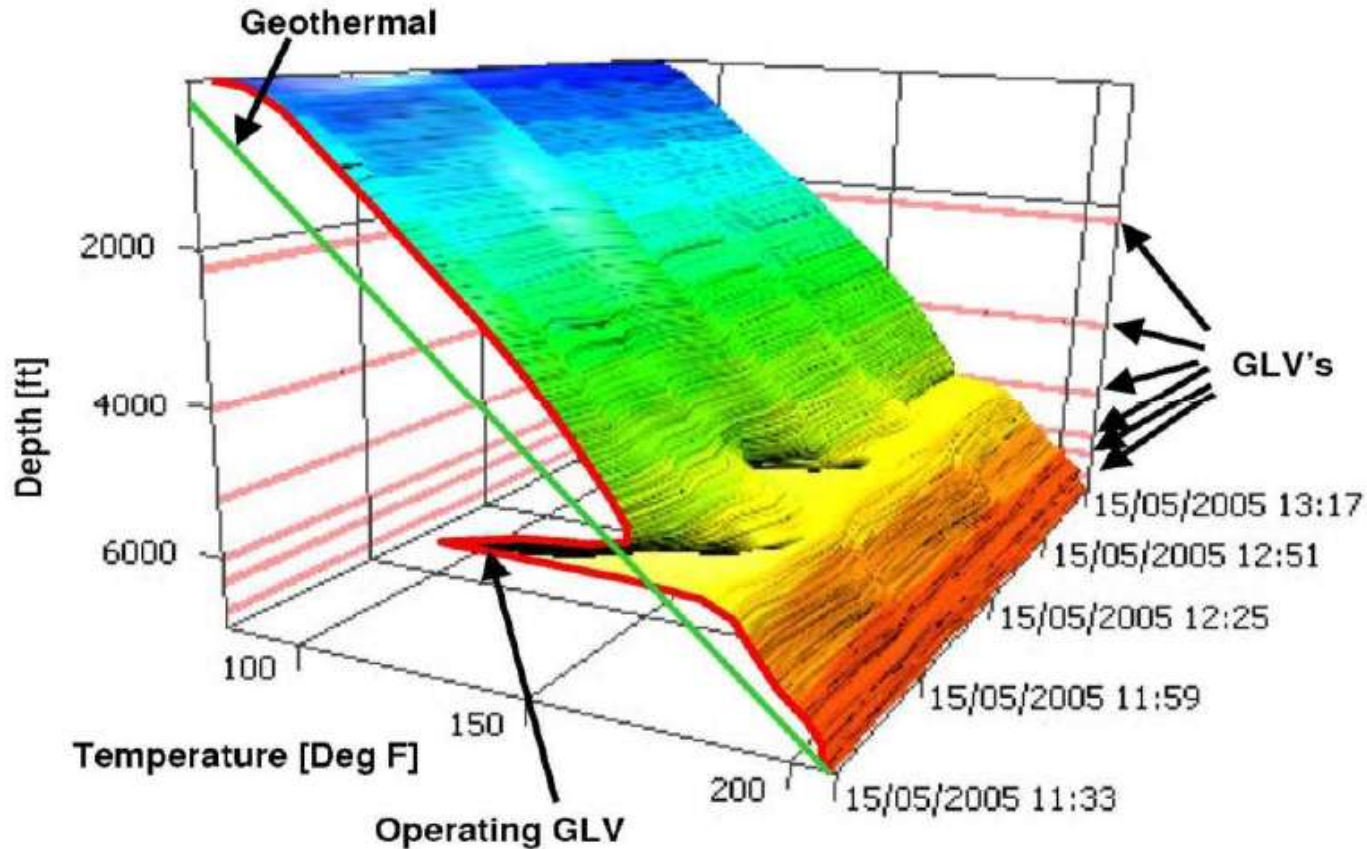 Geothermal
2000
4000
6000
Depth [ft]
GLV's
100
150
200
Temperature [Deg F]
15/05/2005 13:17
15/05/2005 12:51
15/05/2005 12:25
15/05/2005 11:59
15/05/2005 11:33
Operating GLV